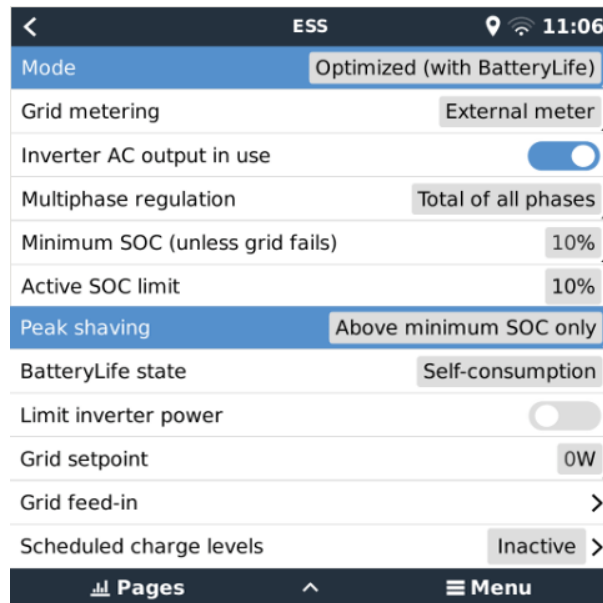 ESS 11:06
Mode Optimized (with BatteryLife)
Grid metering External meter
Inverter AC output in use
Multiphase regulation Total of all phases
Minimum SOC (unless grid fails) 10%
Active SOC limit 10%
Peak shaving Above minimum SOC only
BatteryLife state Self-consumption
Limit inverter power
Grid setpoint 0W
Grid feed-in
Scheduled charge levels Inactive
Pages Menu